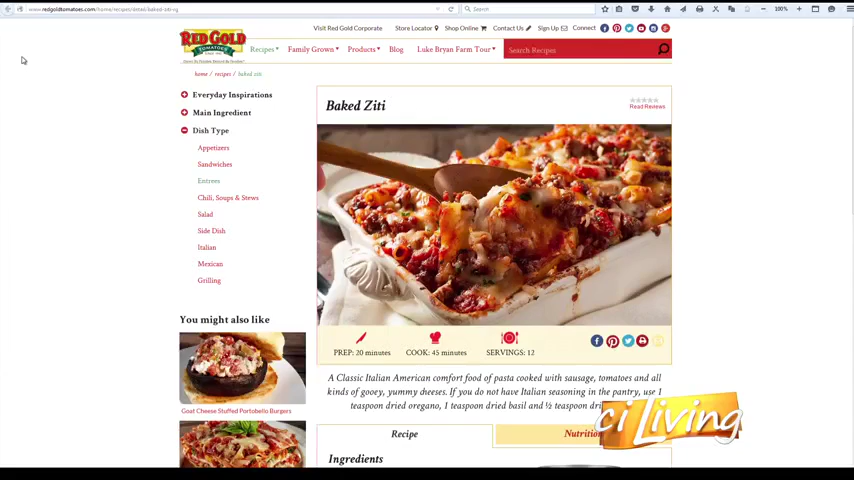 www.redgoldtomatoes.com/home/recipes/detail/baked-ziti-vg
Search
100%
Visit Red Gold Corporate
Store Locator
Shop Online
Contact Us
Sign Up
Connect
RED GOLD
TOMATOES
Recipes
Family Grown
Products
Blog
Luke Bryan Farm Tour
Search Recipes
home / recipes / baked ziti
Everyday Inspirations
Main Ingredient
Dish Type
Appetizers
Sandwiches
Entrees
Chili, Soups & Stews
Salad
Side Dish
Italian
Mexican
Grilling
You might also like
Goat Cheese Stuffed Portobello Burgers
Baked Ziti
Read Reviews
PREP: 20 minutes
COOK: 45 minutes
SERVINGS: 12
A Classic Italian American comfort food of pasta cooked with sausage, tomatoes and all
kinds of gooey, yummy cheeses. If you do not have Italian seasoning in the pantry, use 1
teaspoon dried oregano, 1 teaspoon dried basil and ½ teaspoon
ciLiving
Recipe
Nutrition
Ingredients